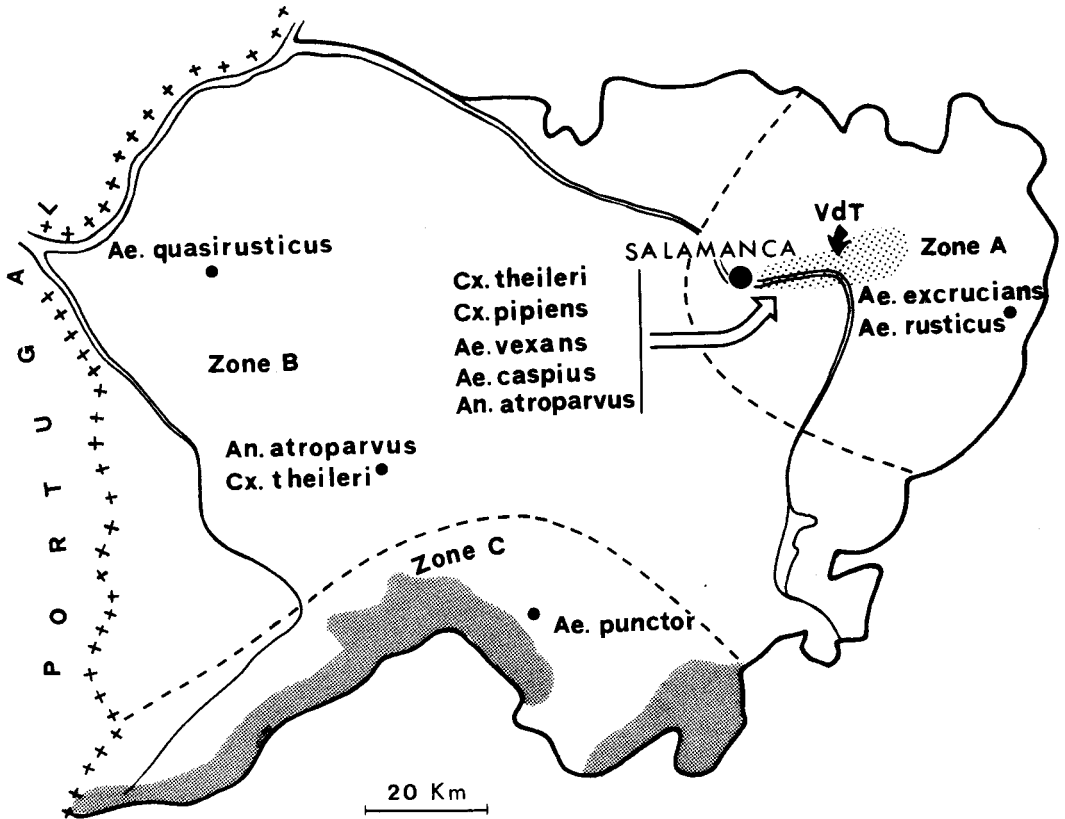 VdT
SALAMANCA
Zone A
Ae. quasirusticus
Cx. theileri
Cx. pipiens
Ae. vexans
Ae. caspius
An. atroparvus
Ae. excrucians
Ae. rusticus
Zone B
An. atroparvus
Cx. theileri
Zone C
Ae. punctor
PORTUGAL
20 Km